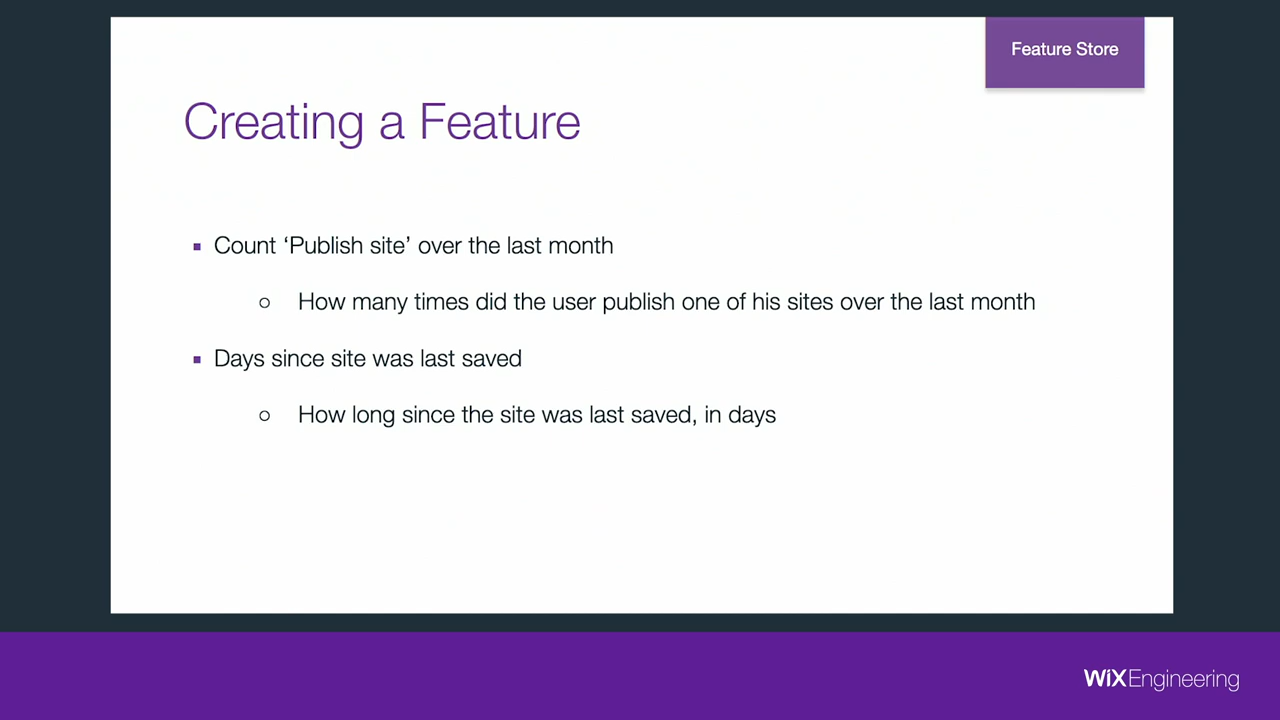 Feature Store
Creating a Feature
Count ‘Publish site’ over the last month
How many times did the user publish one of his sites over the last month
Days since site was last saved
How long since the site was last saved, in days
WiXEngineering